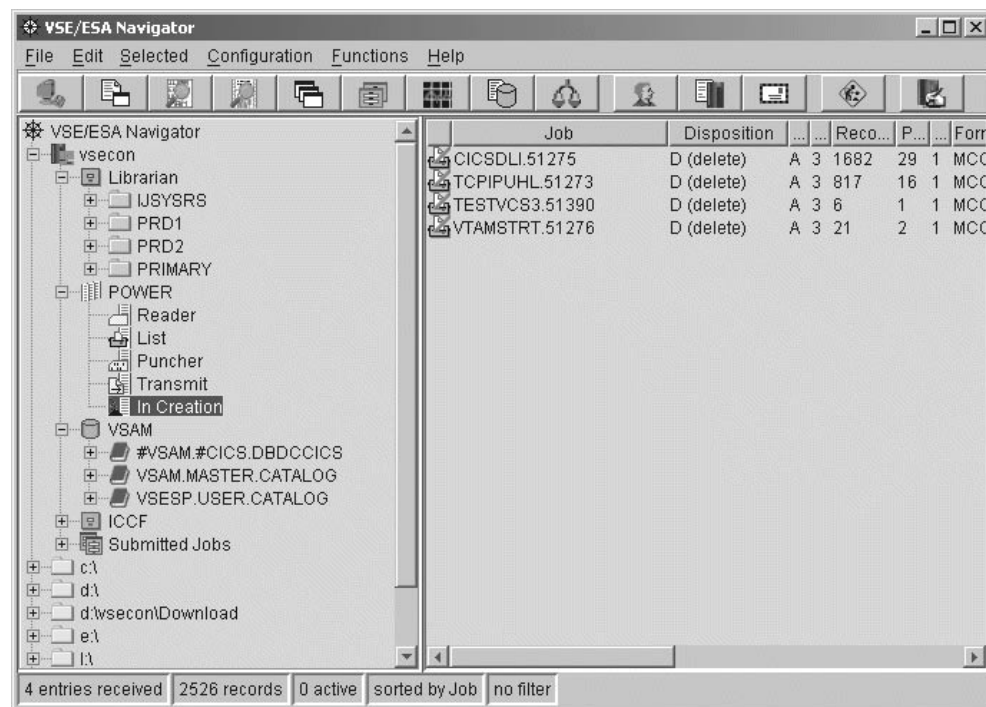 VSE/ESA Navigator
File Edit Selected Configuration Functions Help
VSE/ESA Navigator
vsecon
Librarian
IJSYSRS
PRD1
PRD2
PRIMARY
POWER
Reader
List
Puncher
Transmit
In Creation
VSAM
#VSAM.#CICS.DBDCCICS
VSAM.MASTER.CATALOG
VSESP.USER.CATALOG
ICCF
Submitted Jobs
c:\
d:\
d:\vsecon\Download
e:\
l:\
Job Disposition ... ... Reco... P... ... Forr
CICSDLI.51275 D (delete) A 3 1682 29 1 MCC
TCPIPUHL.51273 D (delete) A 3 817 16 1 MCC
TESTVCS3.51390 D (delete) A 3 6 1 1 MCC
VTAMSTRT.51276 D (delete) A 3 21 2 1 MCC
4 entries received 2526 records 0 active sorted by Job no filter